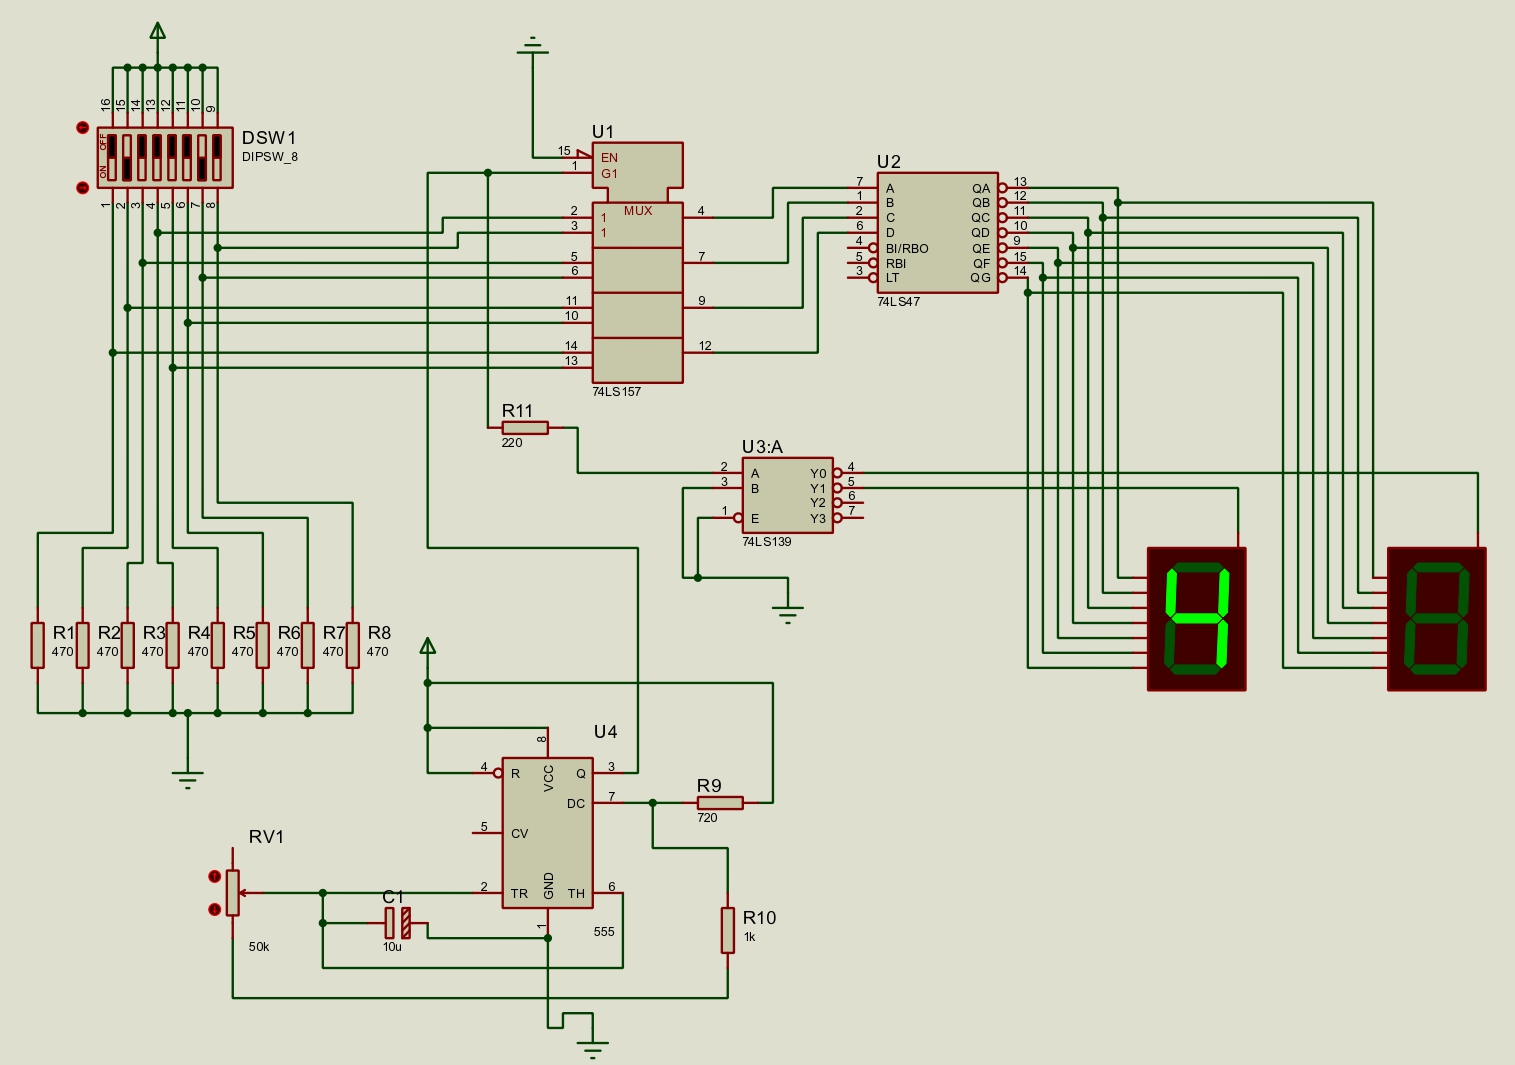 16 15 14 13 12 11 10 9
OFF
ON
DSW1
DIPSW_8
1 2 3 4 5 6 7 8
U1
15 EN
1 G1
MUX
2 1 4
3 1
5 7
6
11 9
10
14 12
13
74LS157
U2
7 A QA 13
1 B QB 12
2 C QC 11
6 D QD 10
4 BI/RBO QE 9
5 RBI QF 15
3 LT QG 14
74LS47
R11
220
U3:A
2 A Y0 4
3 B Y1 5
Y2 6
1 E Y3 7
74LS139
R1 R2 R3 R4 R5 R6 R7 R8
470 470 470 470 470 470 470 470
U4
8
VCC
4 R Q 3
DC 7
5 CV
2 TR TH 6
GND
1
555
R9
720
RV1
50k
C1
10u
R10
1k
4